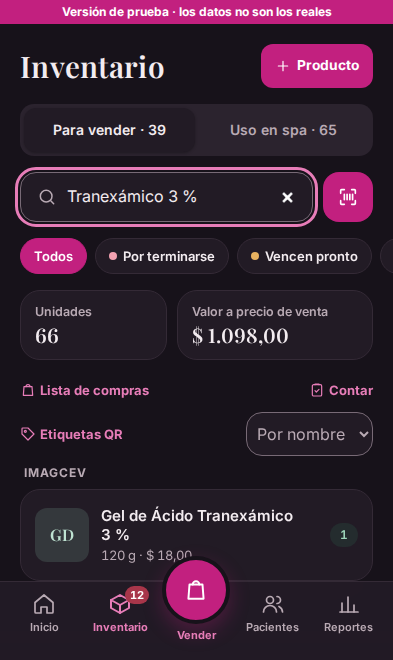 Versión de prueba · los datos no son los reales
Inventario
+ Producto
Para vender · 39
Uso en spa · 65
Tranexámico 3 %
Todos
Por terminarse
Vencen pronto
Unidades
66
Valor a precio de venta
$ 1.098,00
Lista de compras
Contar
Etiquetas QR
Por nombre
IMAGCEV
GD
Gel de Ácido Tranexámico
3 %
120 g · $ 18,00
1
12
Inicio
Inventario
Vender
Pacientes
Reportes